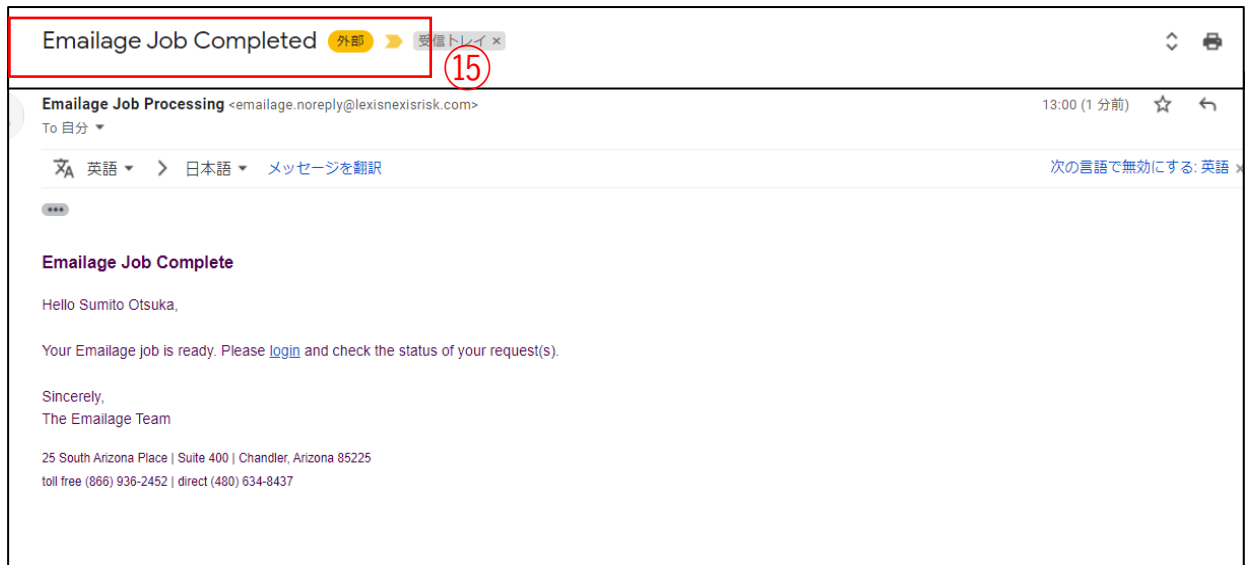 Emailage Job Completed 外部 受信トレイ ×
⑮
Emailage Job Processing <emailage.noreply@lexisnexisrisk.com> 13:00 (1 分前)
To 自分
英語 日本語 メッセージを翻訳 次の言語で無効にする: 英語 ×
Emailage Job Complete
Hello Sumito Otsuka,
Your Emailage job is ready. Please login and check the status of your request(s).
Sincerely,
The Emailage Team
25 South Arizona Place | Suite 400 | Chandler, Arizona 85225
toll free (866) 936-2452 | direct (480) 634-8437